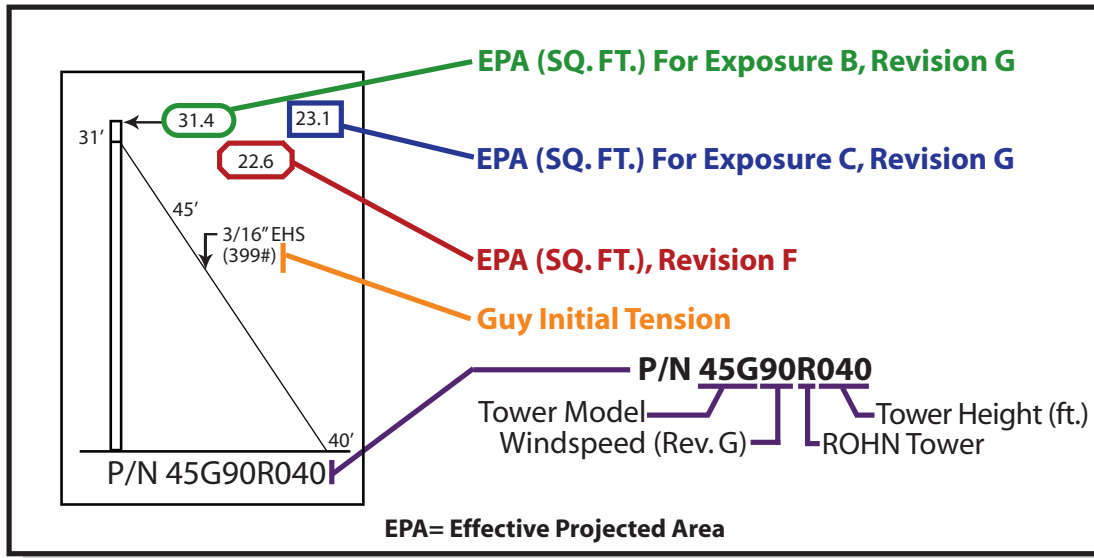 EPA (SQ. FT.) For Exposure B, Revision G
31.4
23.1
31’
22.6
EPA (SQ. FT.) For Exposure C, Revision G
45’
3/16” EHS
(399#)
EPA (SQ. FT.), Revision F
Guy Initial Tension
P/N 45G90R040
Tower Model
Tower Height (ft.)
Windspeed (Rev. G)
ROHN Tower
40’
P/N 45G90R040
EPA= Effective Projected Area